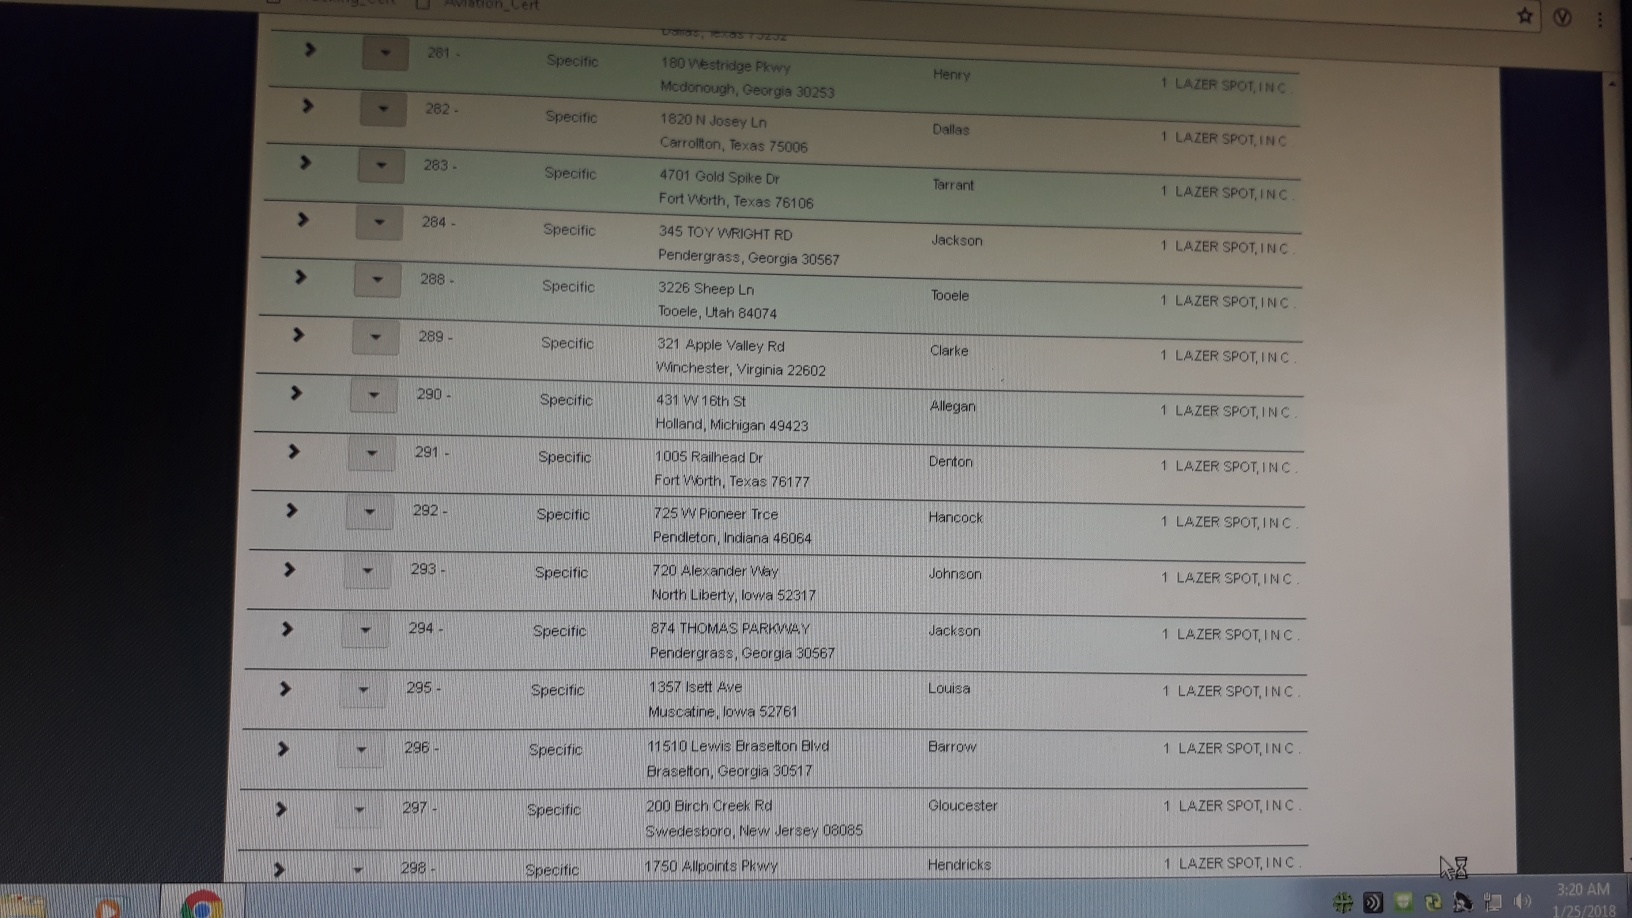 Aviation_Cert
Dallas, Texas 75252
281 - Specific 180 Westridge Pkwy Henry 1 LAZER SPOT, I N C .
Mcdonough, Georgia 30253
282 - Specific 1820 N Josey Ln Dallas 1 LAZER SPOT, I N C .
Carrollton, Texas 75006
283 - Specific 4701 Gold Spike Dr Tarrant 1 LAZER SPOT, I N C .
Fort Worth, Texas 76106
284 - Specific 345 TOY WRIGHT RD Jackson 1 LAZER SPOT, I N C .
Pendergrass, Georgia 30567
288 - Specific 3226 Sheep Ln Tooele 1 LAZER SPOT, I N C .
Tooele, Utah 84074
289 - Specific 321 Apple Valley Rd Clarke 1 LAZER SPOT, I N C .
Winchester, Virginia 22602
290 - Specific 431 W 16th St Allegan 1 LAZER SPOT, I N C .
Holland, Michigan 49423
291 - Specific 1005 Railhead Dr Denton 1 LAZER SPOT, I N C .
Fort Worth, Texas 76177
292 - Specific 725 W Pioneer Trce Hancock 1 LAZER SPOT, I N C .
Pendleton, Indiana 46064
293 - Specific 720 Alexander Way Johnson 1 LAZER SPOT, I N C .
North Liberty, Iowa 52317
294 - Specific 874 THOMAS PARKWAY Jackson 1 LAZER SPOT, I N C .
Pendergrass, Georgia 30567
295 - Specific 1357 Isett Ave Louisa 1 LAZER SPOT, I N C .
Muscatine, Iowa 52761
296 - Specific 11510 Lewis Braselton Blvd Barrow 1 LAZER SPOT, I N C .
Braselton, Georgia 30517
297 - Specific 200 Birch Creek Rd Gloucester 1 LAZER SPOT, I N C .
Swedesboro, New Jersey 08085
298 - Specific 1750 Allpoints Pkwy Hendricks 1 LAZER SPOT, I N C .
3:20 AM
1/25/2018